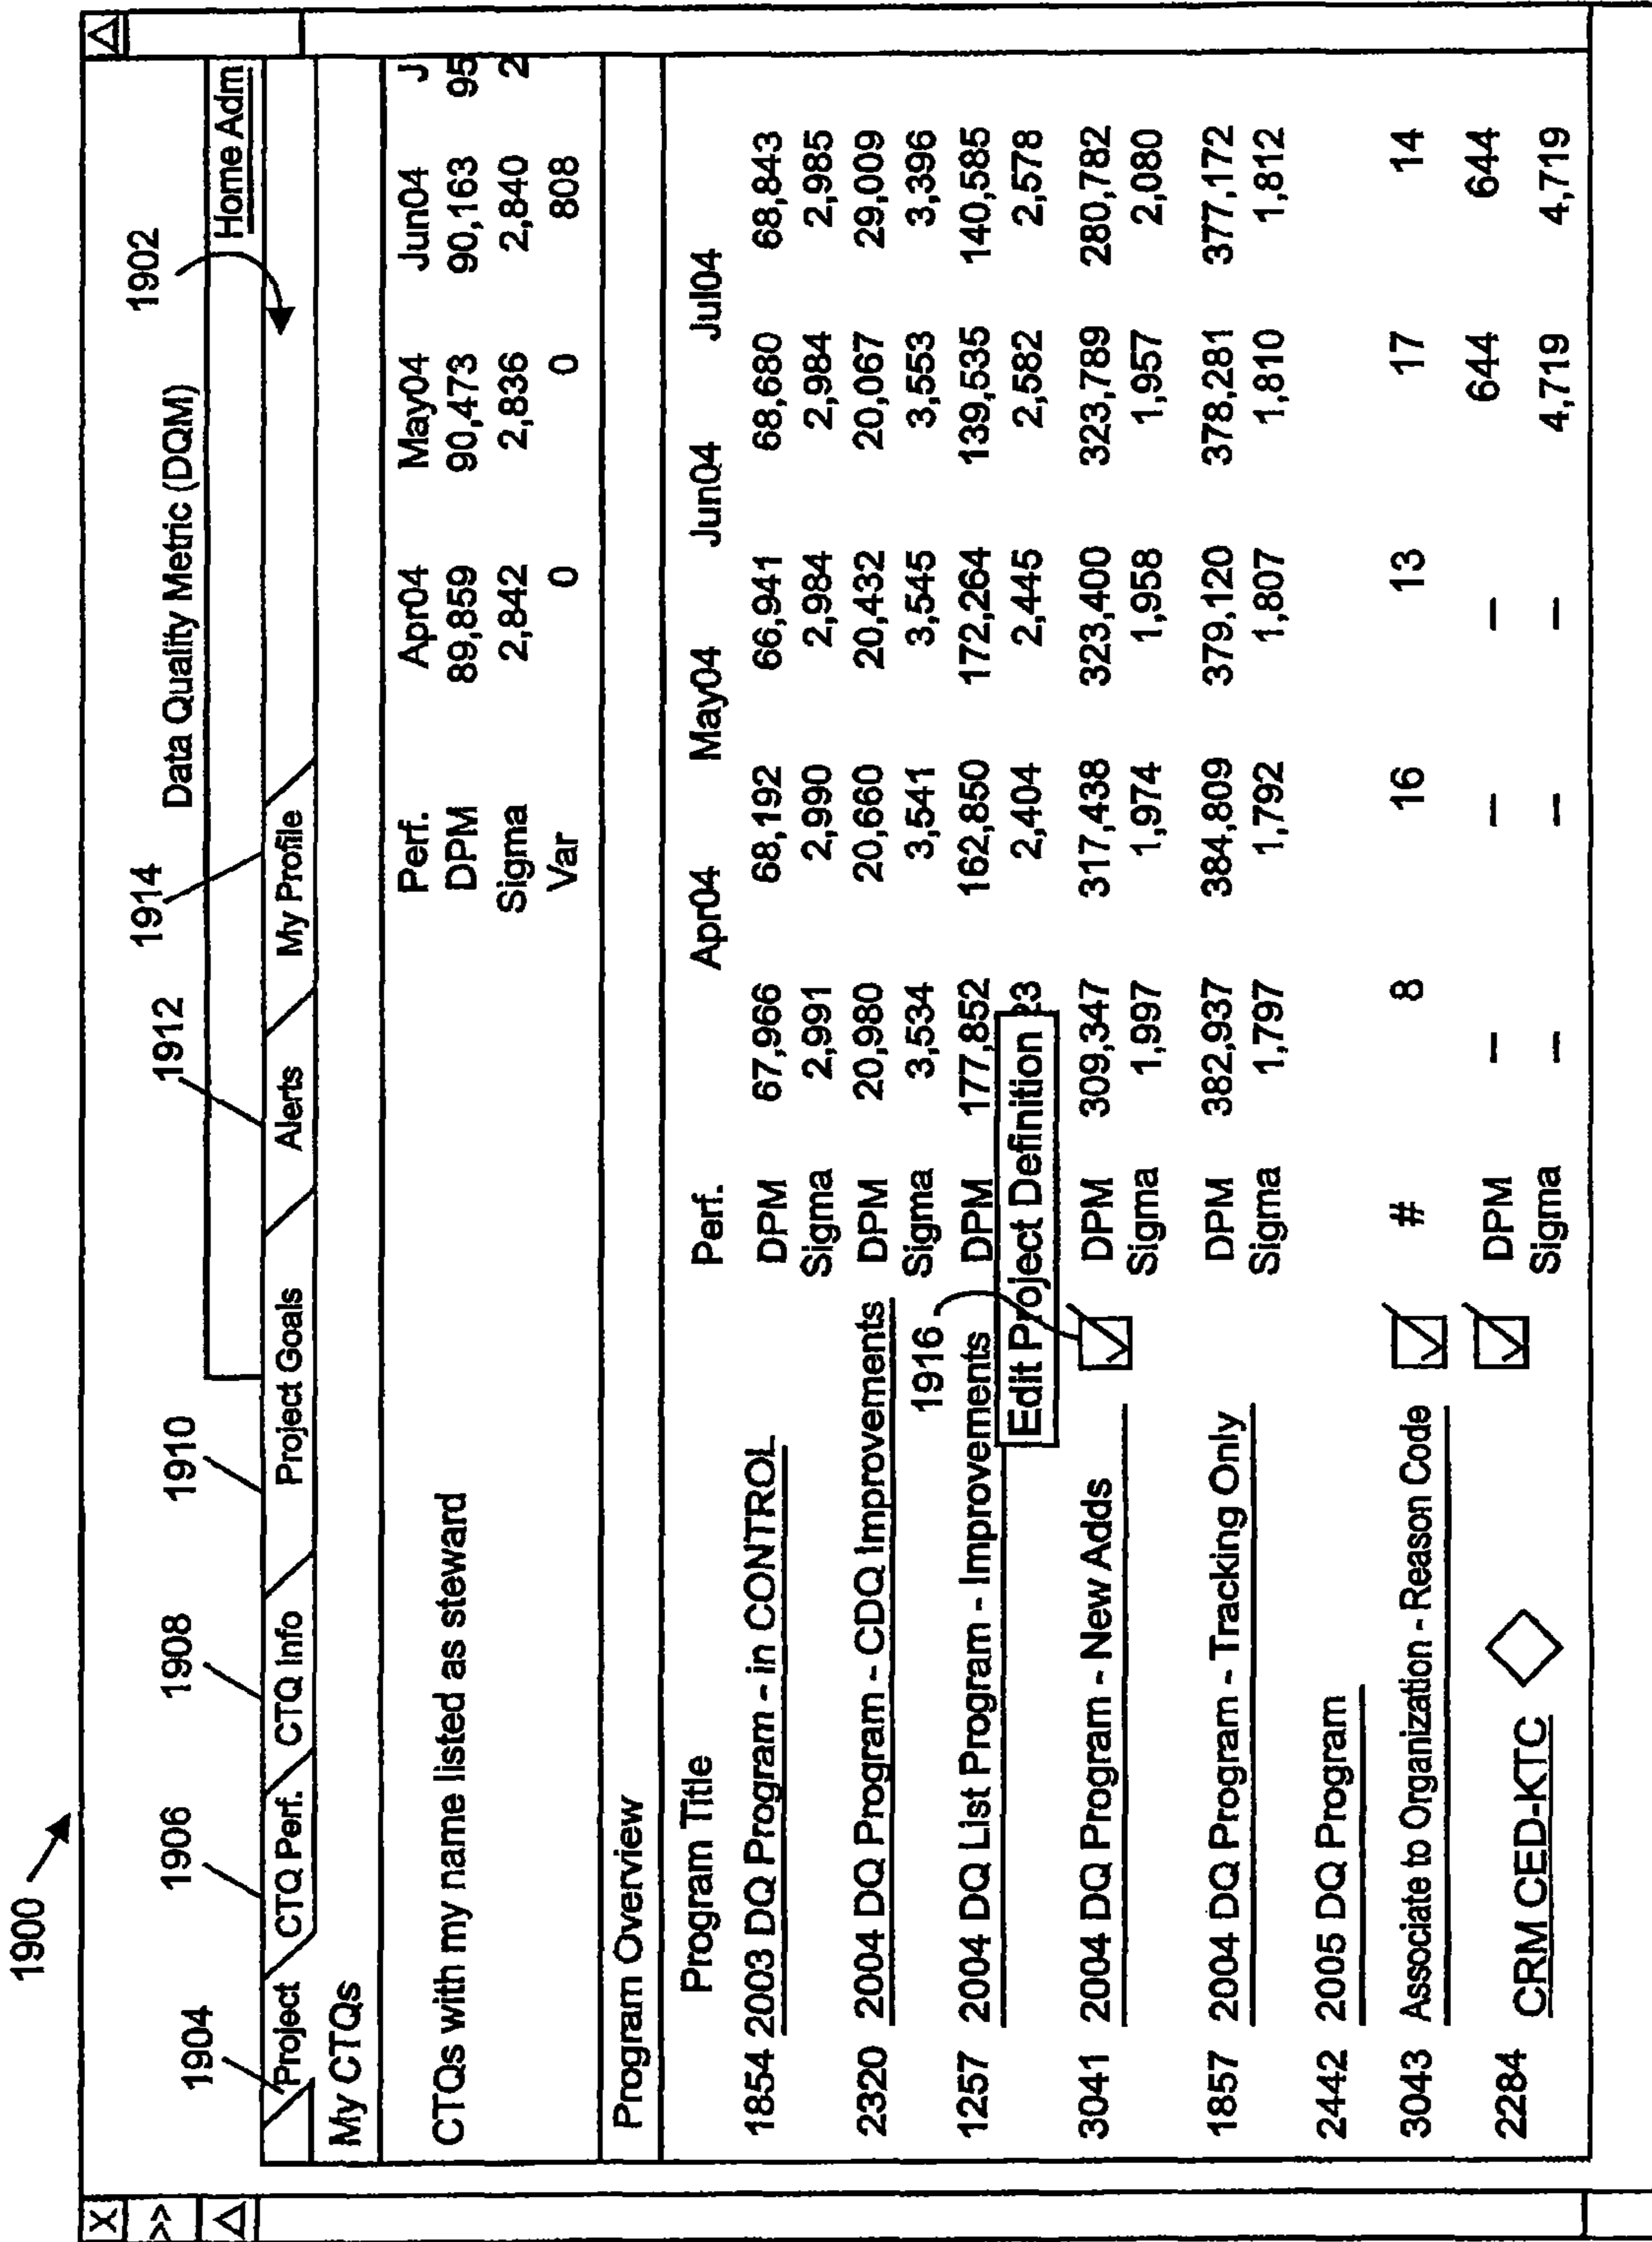 1900
1902
1904 1906 1908 1910 1912 1914
X
>>
Data Quality Metric (DQM)
Home Adm
Project CTQ Perf. CTQ Info Project Goals Alerts My Profile
My CTQs
Perf. Apr04 May04 Jun04 J
CTQs with my name listed as steward DPM 89,859 90,473 90,163 95
Sigma 2,842 2,836 2,840 2
Var 0 0 808
Program Overview
Program Title Perf. Apr04 May04 Jun04 Jul04
1854 2003 DQ Program - in CONTROL DPM 67,966 68,192 66,941 68,680 68,843
Sigma 2,991 2,990 2,984 2,984 2,985
2320 2004 DQ Program - CDQ Improvements DPM 20,980 20,660 20,432 20,067 29,009
Sigma 3,534 3,541 3,545 3,553 3,396
1916
1257 2004 DQ List Program - Improvements DPM 177,852 162,850 172,264 139,535 140,585
Edit Project Definition 23 2,404 2,445 2,582 2,578
3041 2004 DQ Program - New Adds DPM 309,347 317,438 323,400 323,789 280,782
Sigma 1,997 1,974 1,958 1,957 2,080
1857 2004 DQ Program - Tracking Only DPM 382,937 384,809 379,120 378,281 377,172
Sigma 1,797 1,792 1,807 1,810 1,812
2442 2005 DQ Program
3043 Associate to Organization - Reason Code # 8 16 13 17 14
2284 CRM CED-KTC DPM – – – 644 644
Sigma – – – 4,719 4,719